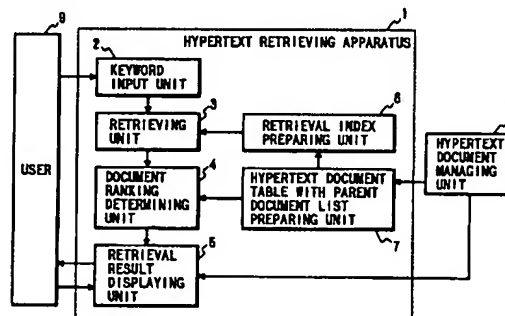 9
1
HYPERTEXT RETRIEVING APPARATUS
2
KEYWORD
INPUT UNIT
3
RETRIEVING
UNIT
6
RETRIEVAL INDEX
PREPARING UNIT
USER
4
DOCUMENT
RANKING
DETERMINING
UNIT
HYPERTEXT DOCUMENT
TABLE WITH PARENT
DOCUMENT LIST
PREPARING UNIT
7
HYPERTEXT
DOCUMENT
MANAGING
UNIT
5
RETRIEVAL
RESULT
DISPLAYING
UNIT